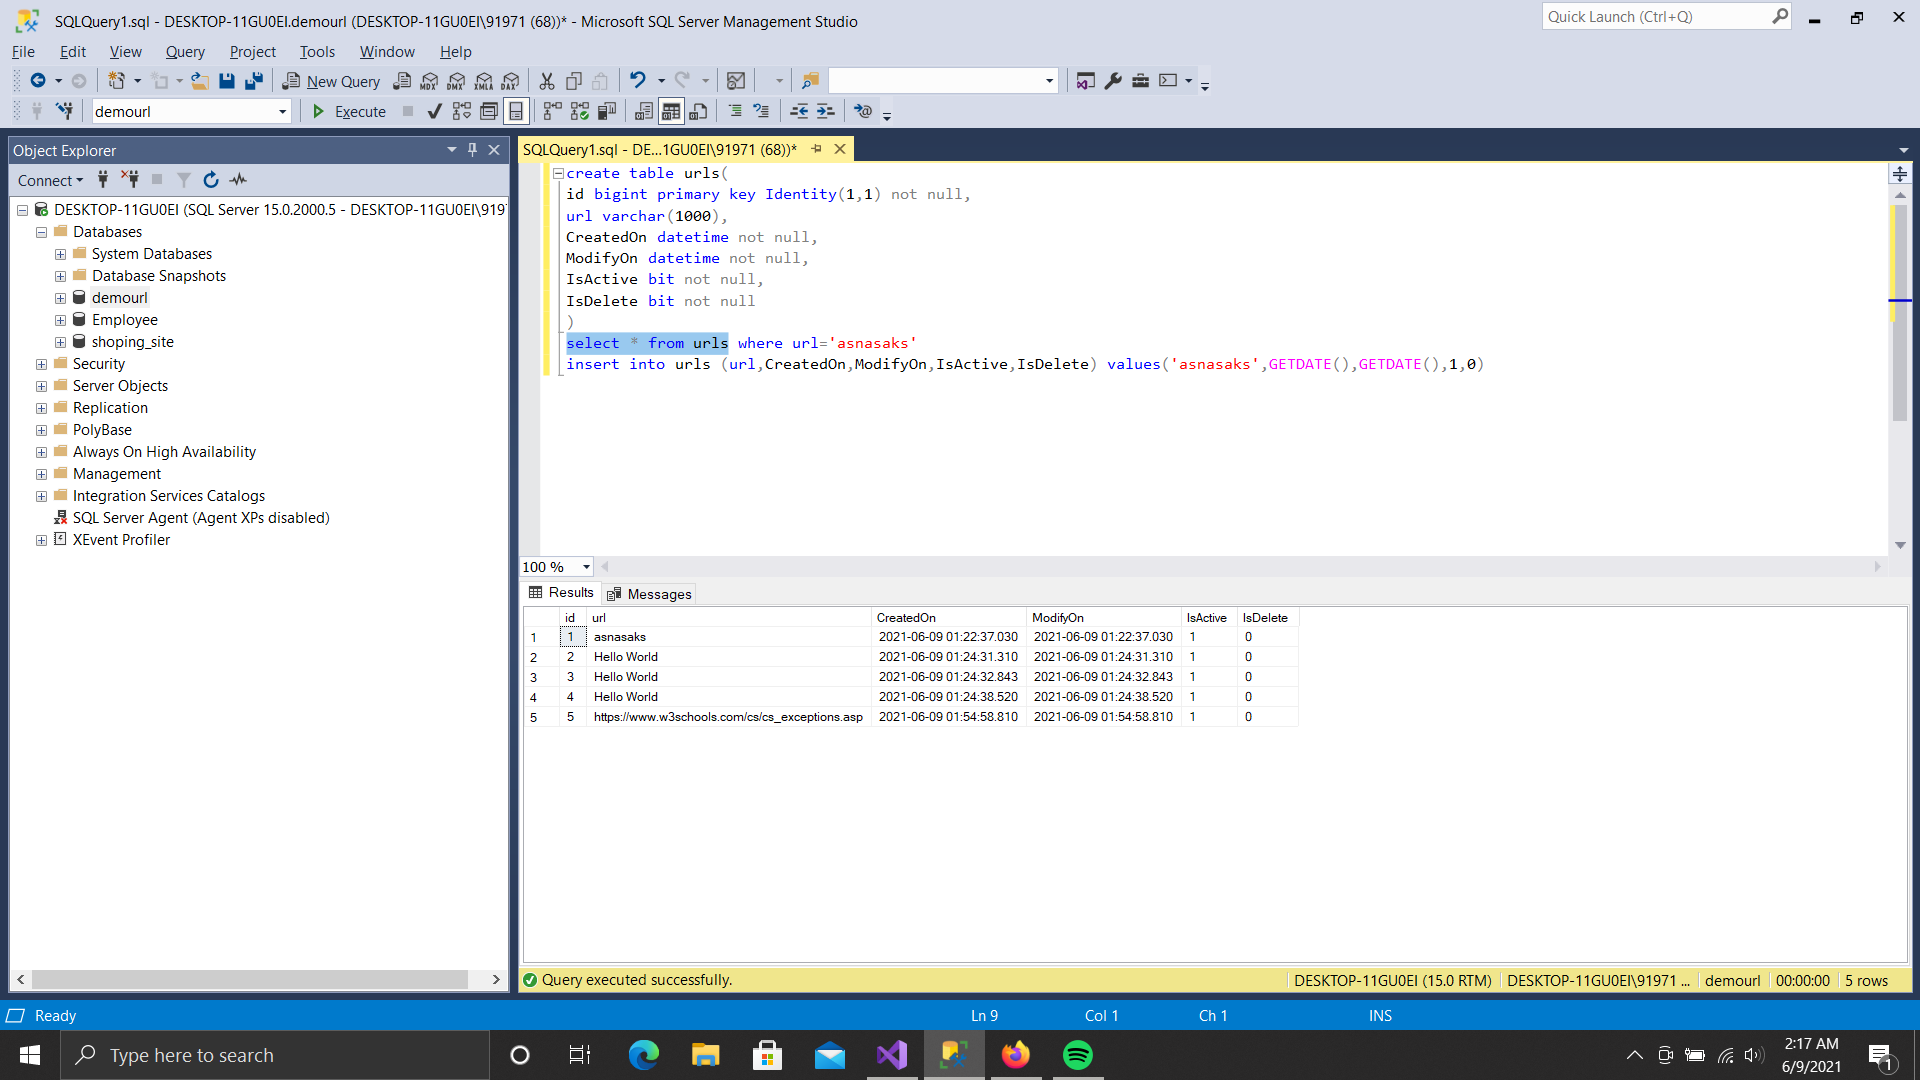 SQLQuery1.sql - DESKTOP-11GU0EI.demourl (DESKTOP-11GU0EI\91971 (68))* - Microsoft SQL Server Management Studio
Quick Launch (Ctrl+Q)
File Edit View Query Project Tools Window Help
New Query MDX DMX XMLA DAX
demourl Execute
Object Explorer
Connect
DESKTOP-11GU0EI (SQL Server 15.0.2000.5 - DESKTOP-11GU0EI\9197
Databases
System Databases
Database Snapshots
demourl
Employee
shoping_site
Security
Server Objects
Replication
PolyBase
Always On High Availability
Management
Integration Services Catalogs
SQL Server Agent (Agent XPs disabled)
XEvent Profiler
SQLQuery1.sql - DE...1GU0EI\91971 (68))*
create table urls(
id bigint primary key Identity(1,1) not null,
url varchar(1000),
CreatedOn datetime not null,
ModifyOn datetime not null,
IsActive bit not null,
IsDelete bit not null
)
select * from urls where url='asnasaks'
insert into urls (url,CreatedOn,ModifyOn,IsActive,IsDelete) values('asnasaks',GETDATE(),GETDATE(),1,0)
100 %
Results Messages
id url CreatedOn ModifyOn IsActive IsDelete
1 1 asnasaks 2021-06-09 01:22:37.030 2021-06-09 01:22:37.030 1 0
2 2 Hello World 2021-06-09 01:24:31.310 2021-06-09 01:24:31.310 1 0
3 3 Hello World 2021-06-09 01:24:32.843 2021-06-09 01:24:32.843 1 0
4 4 Hello World 2021-06-09 01:24:38.520 2021-06-09 01:24:38.520 1 0
5 5 https://www.w3schools.com/cs/cs_exceptions.asp 2021-06-09 01:54:58.810 2021-06-09 01:54:58.810 1 0
Query executed successfully.
DESKTOP-11GU0EI (15.0 RTM) DESKTOP-11GU0EI\91971 ... demourl 00:00:00 5 rows
Ready Ln 9 Col 1 Ch 1 INS
Type here to search
2:17 AM
6/9/2021
1